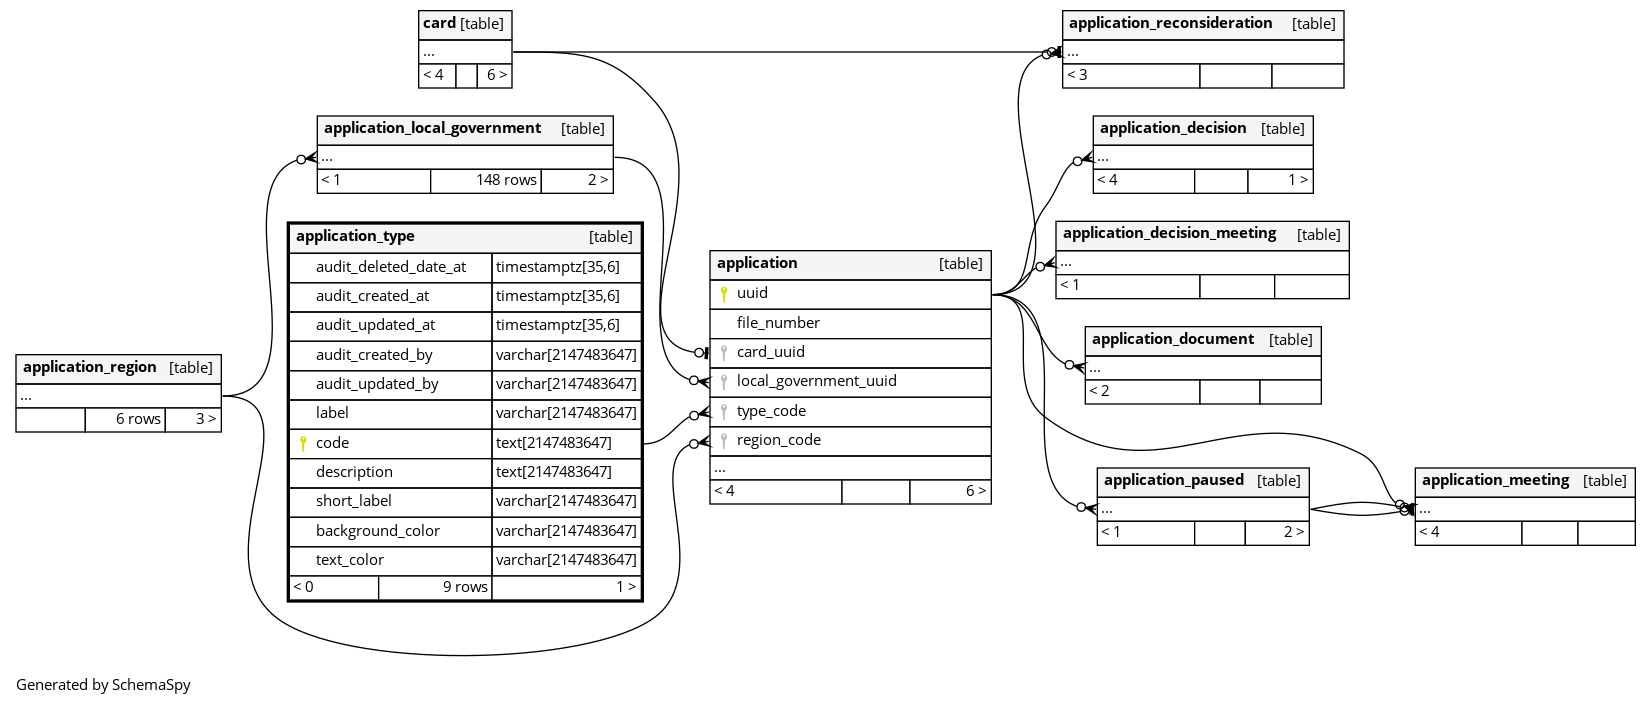 card [table]
...
< 4 6 >
application_reconsideration [table]
...
< 3
application_local_government [table]
...
< 1 148 rows 2 >
application_decision [table]
...
< 4 1 >
application_type [table]
audit_deleted_date_at timestamptz[35,6]
audit_created_at timestamptz[35,6]
audit_updated_at timestamptz[35,6]
audit_created_by varchar[2147483647]
audit_updated_by varchar[2147483647]
label varchar[2147483647]
code text[2147483647]
description text[2147483647]
short_label varchar[2147483647]
background_color varchar[2147483647]
text_color varchar[2147483647]
< 0 9 rows 1 >
application [table]
uuid
file_number
card_uuid
local_government_uuid
type_code
region_code
...
< 4 6 >
application_decision_meeting [table]
...
< 1
application_document [table]
...
< 2
application_region [table]
...
6 rows 3 >
application_paused [table]
...
< 1 2 >
application_meeting [table]
...
< 4
Generated by SchemaSpy